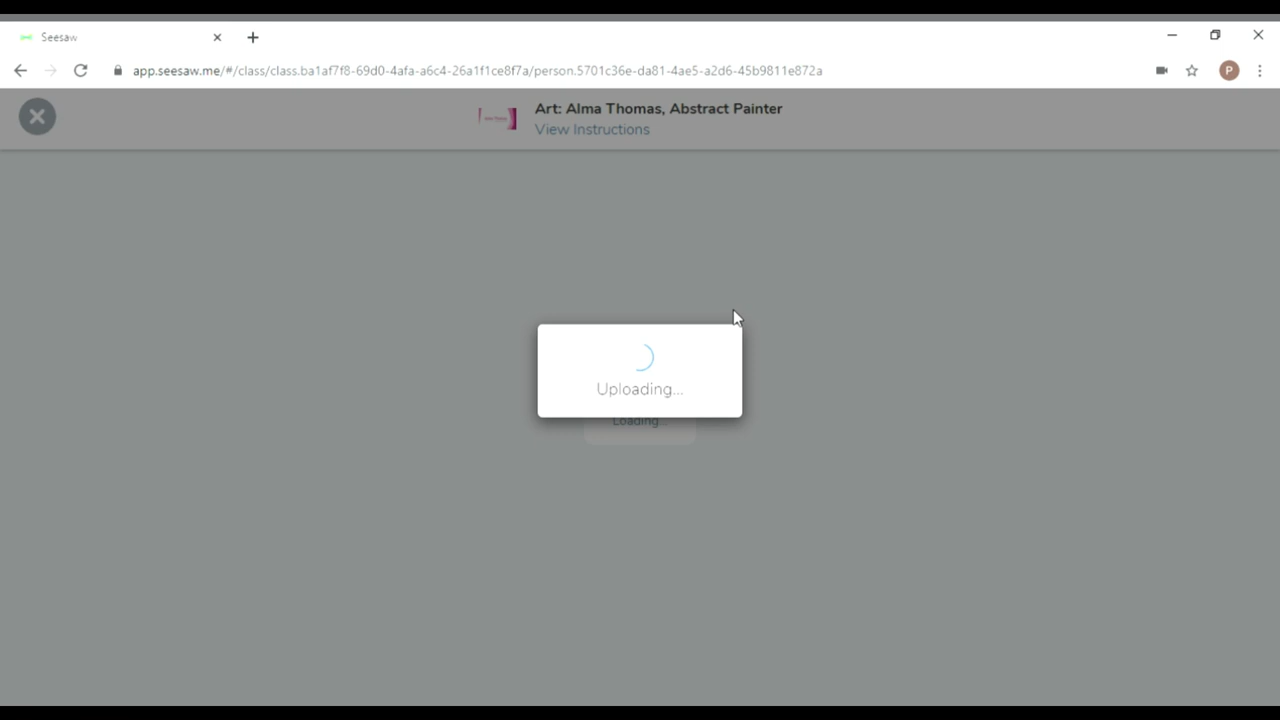 Seesaw
app.seesaw.me/#/class/class.ba1af7f8-69d0-4afa-a6c4-26a1f1ce8f7a/person.5701c36e-da81-4ae5-a2d6-45b9811e872a
P
Art: Alma Thomas, Abstract Painter
View Instructions
Uploading...
Loading...